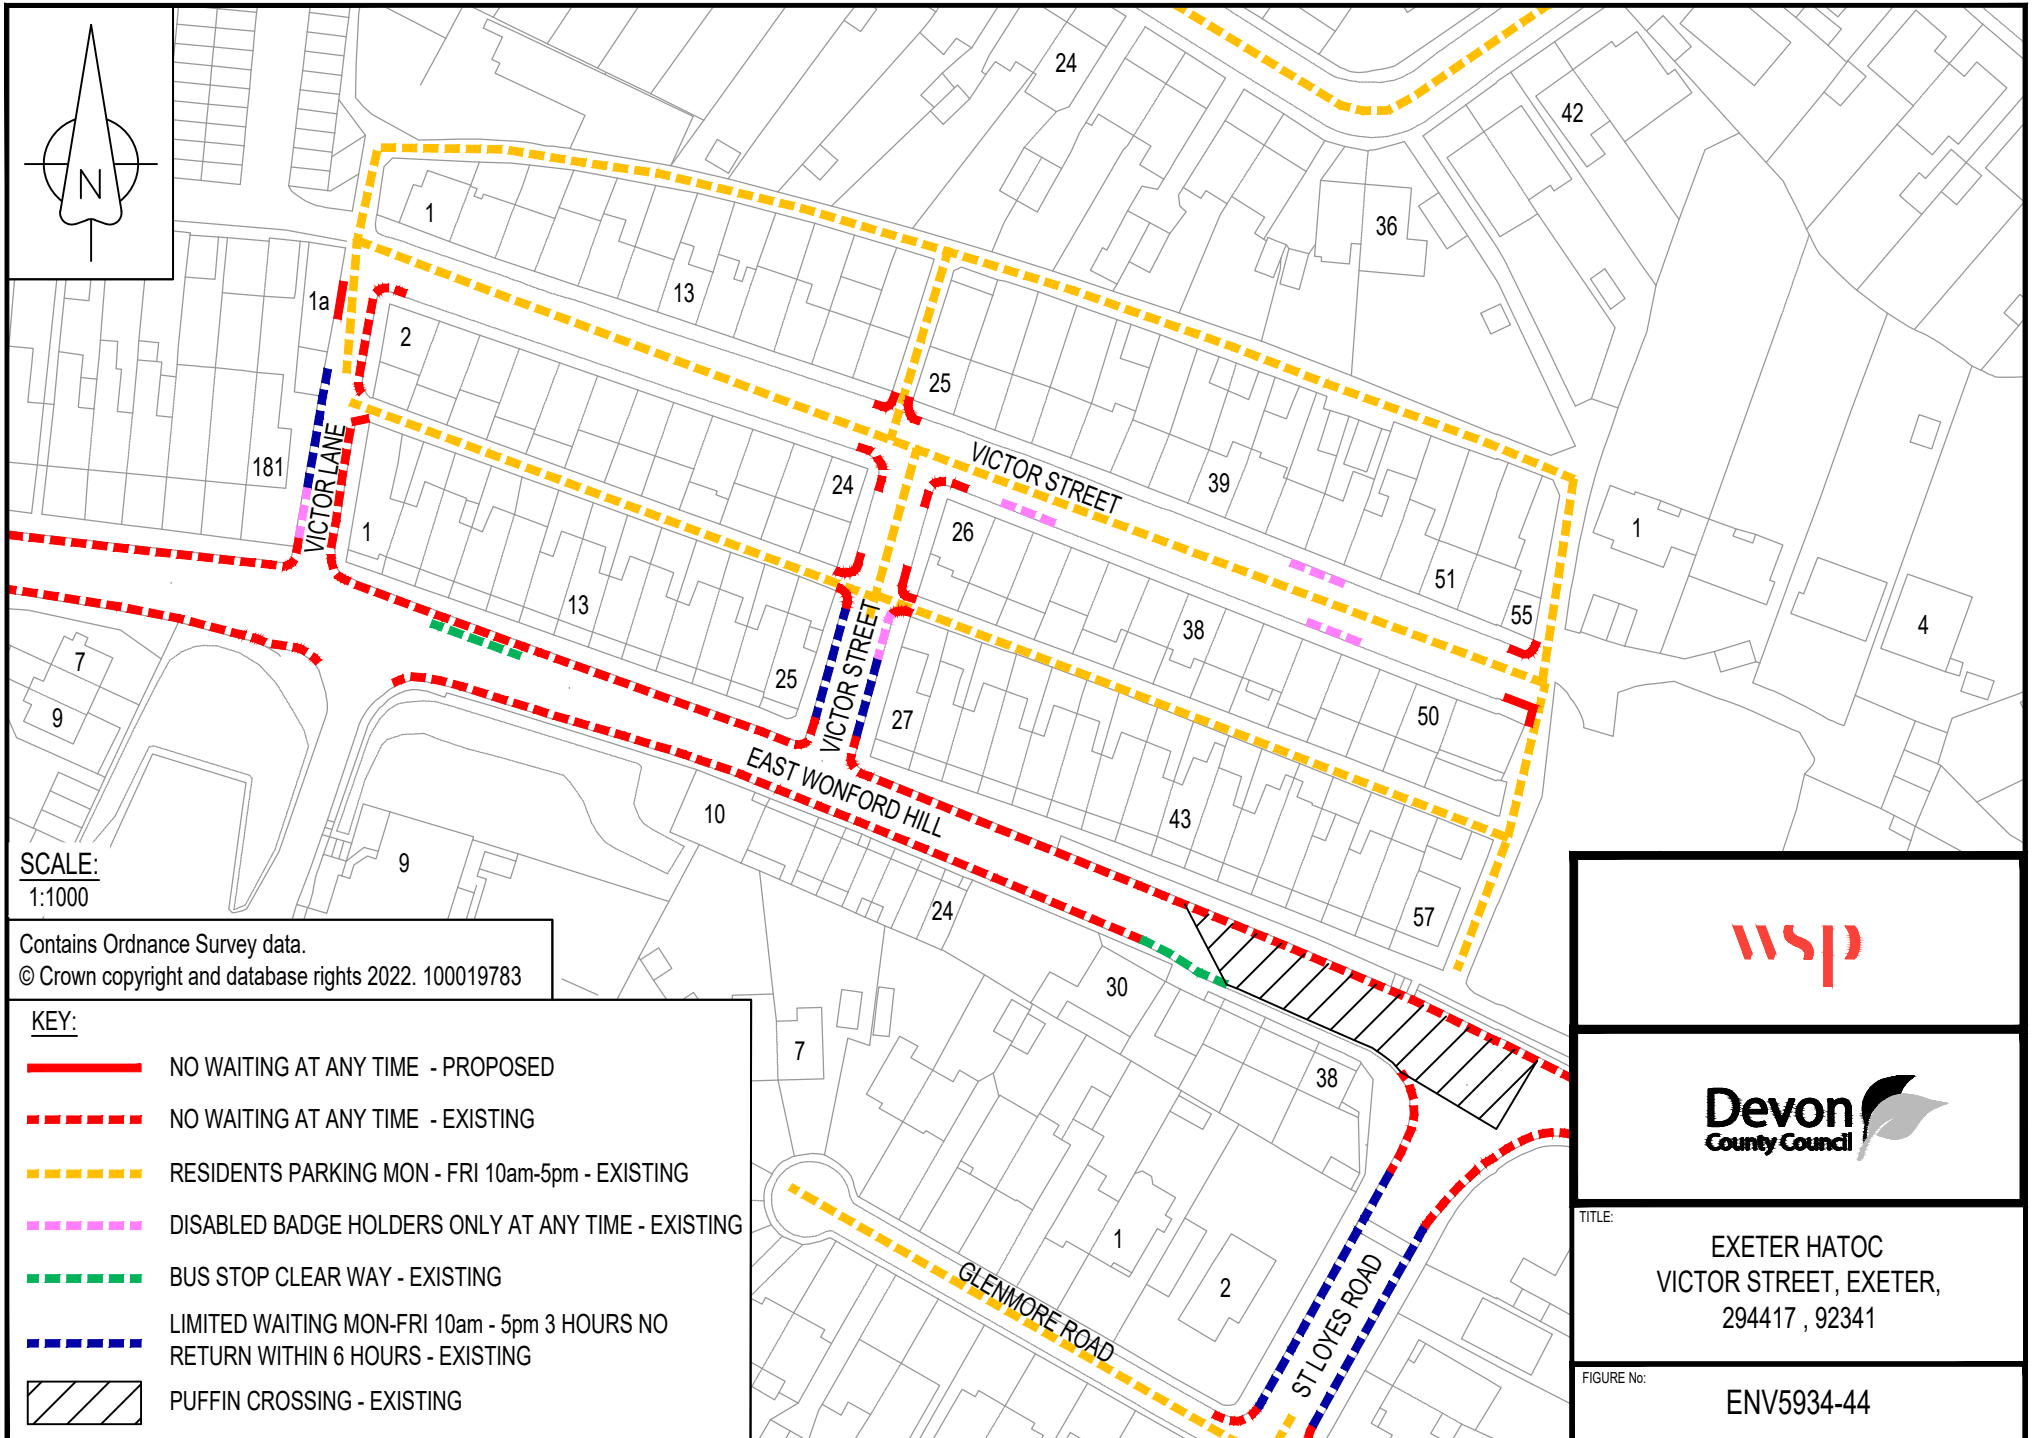 N
24
42
1
36
13
1a
2
25
VICTOR STREET
39
181
VICTOR LANE
24
26
1
1
51
55
13
38
4
7
9
25
VICTOR STREET
27
50
EAST WONFORD HILL
10
43
9
24
57
30
7
38
1
2
GLENMORE ROAD
ST LOYES ROAD
SCALE:
1:1000
Contains Ordnance Survey data.
© Crown copyright and database rights 2022. 100019783
KEY:
NO WAITING AT ANY TIME - PROPOSED
NO WAITING AT ANY TIME - EXISTING
RESIDENTS PARKING MON - FRI 10am-5pm - EXISTING
DISABLED BADGE HOLDERS ONLY AT ANY TIME - EXISTING
BUS STOP CLEAR WAY - EXISTING
LIMITED WAITING MON-FRI 10am - 5pm 3 HOURS NO
RETURN WITHIN 6 HOURS - EXISTING
PUFFIN CROSSING - EXISTING
wsp
Devon
County Council
TITLE:
EXETER HATOC
VICTOR STREET, EXETER,
294417 , 92341
FIGURE No:
ENV5934-44